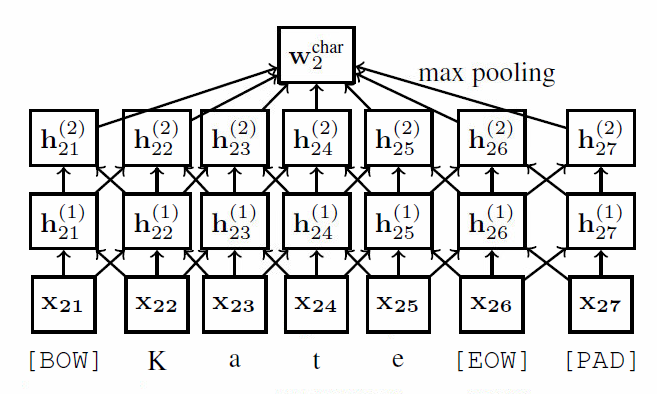 w₂ᶜʰᵃʳ
max pooling
h₂₁⁽²⁾ h₂₂⁽²⁾ h₂₃⁽²⁾ h₂₄⁽²⁾ h₂₅⁽²⁾ h₂₆⁽²⁾ h₂₇⁽²⁾
h₂₁⁽¹⁾ h₂₂⁽¹⁾ h₂₃⁽¹⁾ h₂₄⁽¹⁾ h₂₅⁽¹⁾ h₂₆⁽¹⁾ h₂₇⁽¹⁾
x₂₁ x₂₂ x₂₃ x₂₄ x₂₅ x₂₆ x₂₇
[BOW] K a t e [EOW] [PAD]